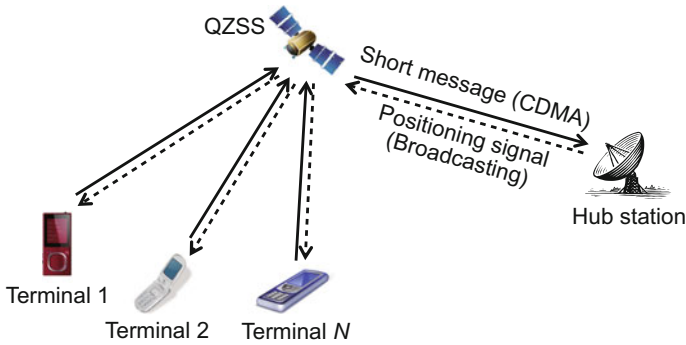 QZSS
Short message (CDMA)
Positioning signal
(Broadcasting)
Hub station
Terminal 1
Terminal 2
Terminal N